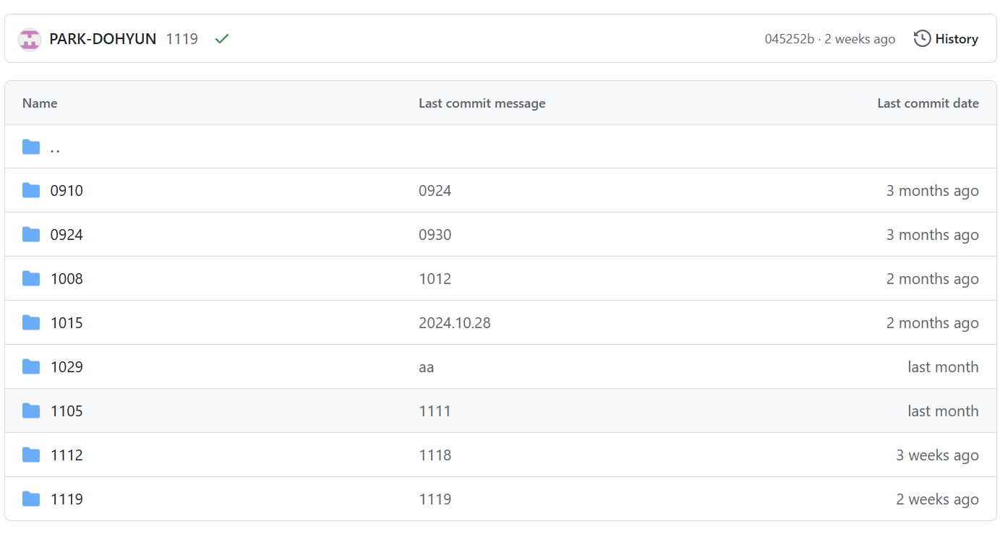 PARK-DOHYUN 1119 045252b · 2 weeks ago History
Name Last commit message Last commit date
..
0910 0924 3 months ago
0924 0930 3 months ago
1008 1012 2 months ago
1015 2024.10.28 2 months ago
1029 aa last month
1105 1111 last month
1112 1118 3 weeks ago
1119 1119 2 weeks ago